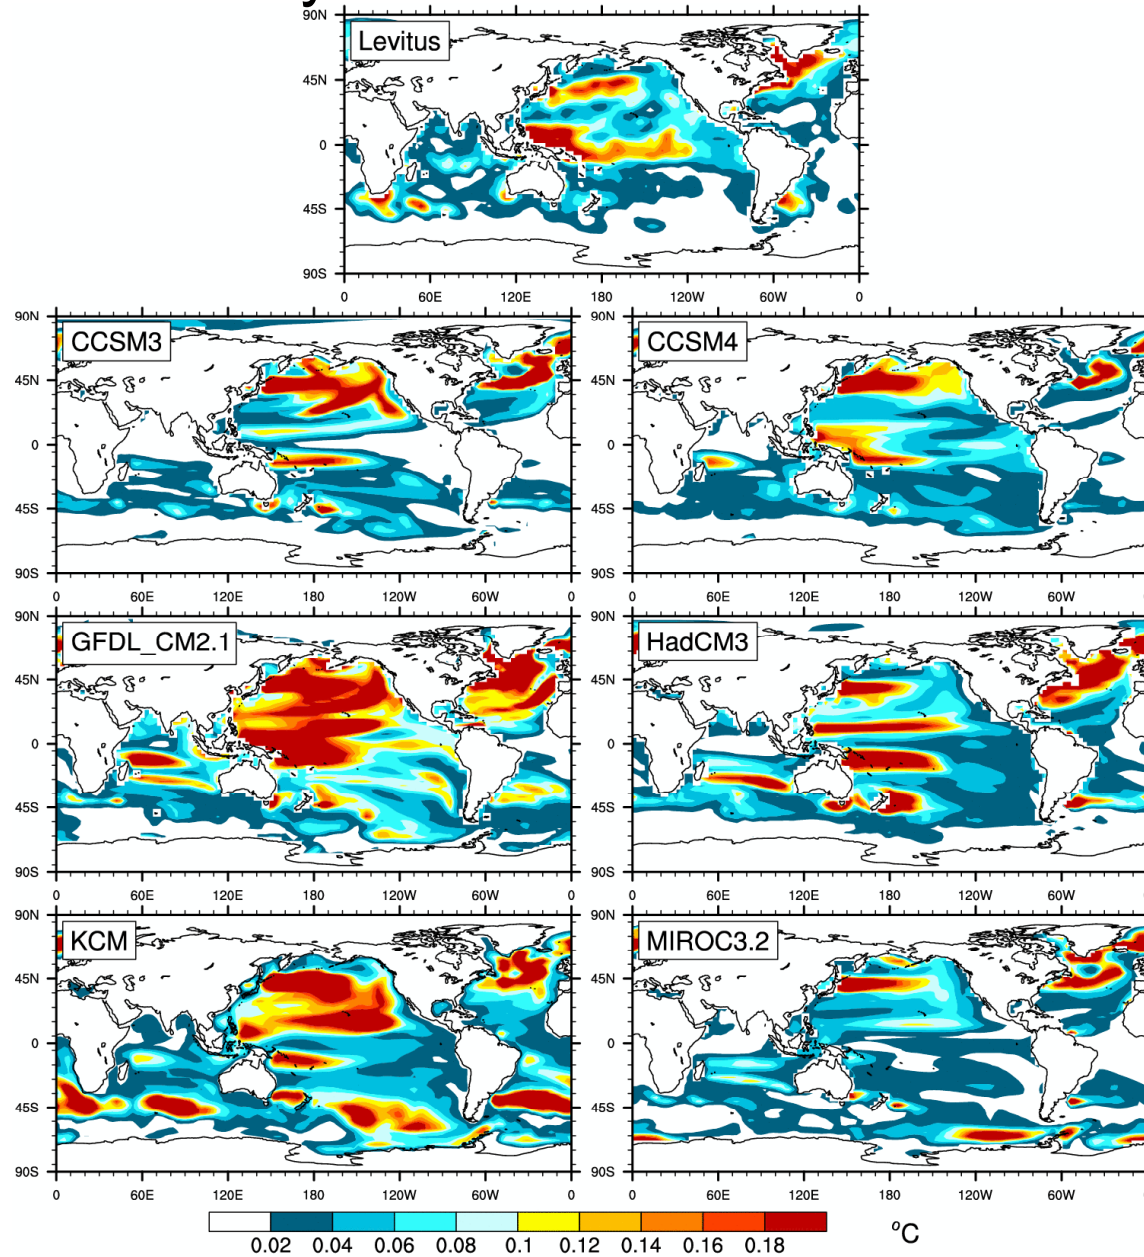 90N
Levitus
45N
0
45S
90S
0 60E 120E 180 120W 60W 0
90N 90N
CCSM3 CCSM4
45N 45N
0 0
45S 45S
90S 90S
0 60E 120E 180 120W 60W 0 0 60E 120E 180 120W 60W 0
90N 90N
GFDL_CM2.1 HadCM3
45N 45N
0 0
45S 45S
90S 90S
0 60E 120E 180 120W 60W 0 0 60E 120E 180 120W 60W 0
90N 90N
KCM MIROC3.2
45N 45N
0 0
45S 45S
90S 90S
0 60E 120E 180 120W 60W 0 0 60E 120E 180 120W 60W 0
0.02 0.04 0.06 0.08 0.1 0.12 0.14 0.16 0.18 °C